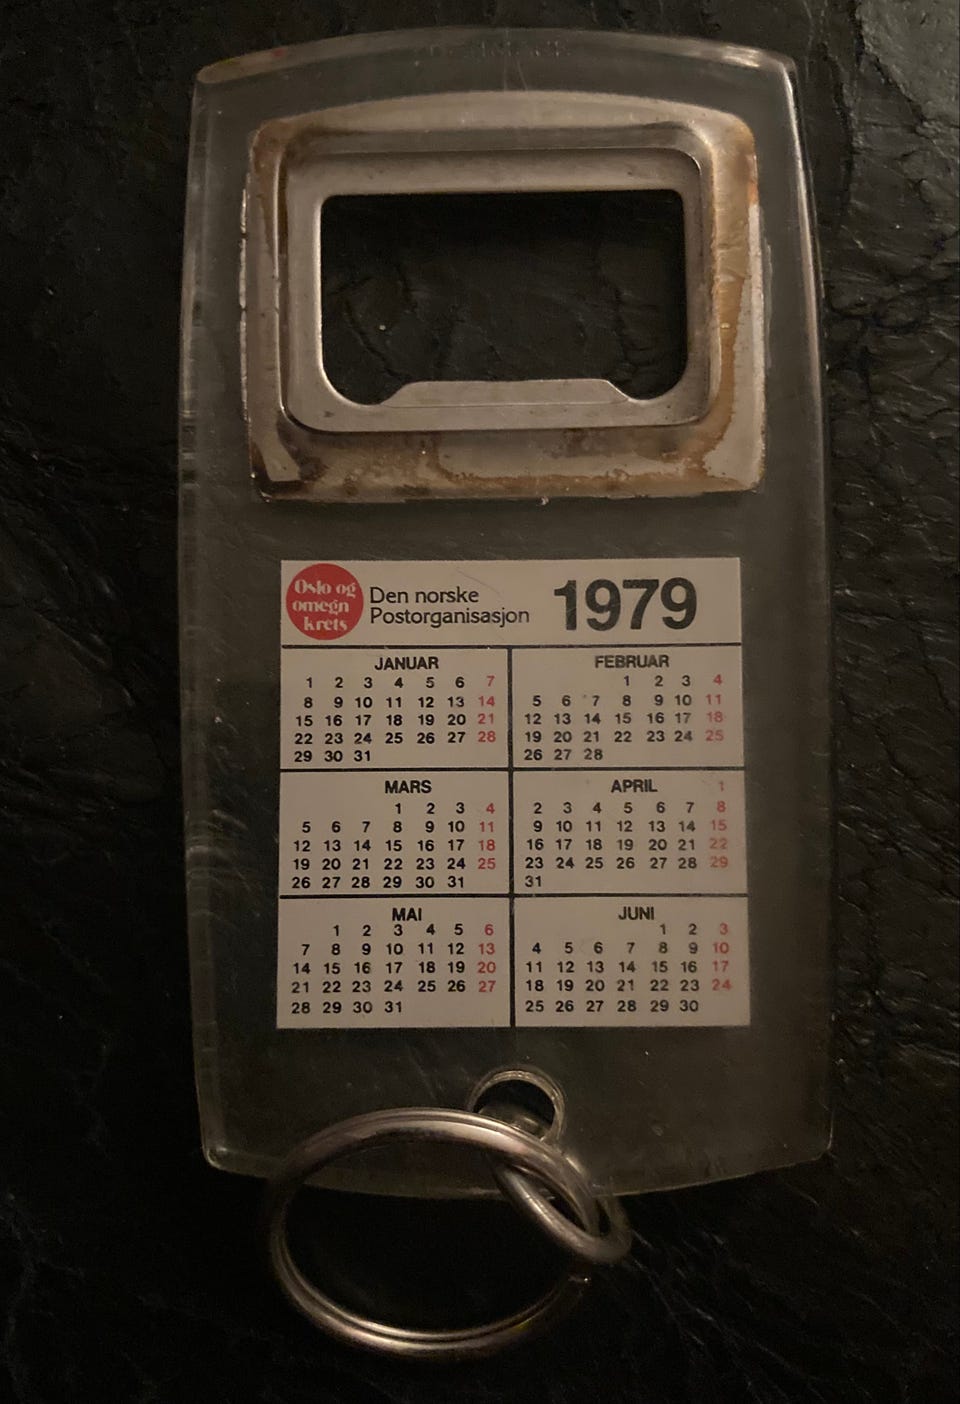 Oslo og
omegn
krets
Den norske
Postorganisasjon
1979
JANUAR
1 2 3 4 5 6 7
8 9 10 11 12 13 14
15 16 17 18 19 20 21
22 23 24 25 26 27 28
29 30 31
FEBRUAR
1 2 3 4
5 6 7 8 9 10 11
12 13 14 15 16 17 18
19 20 21 22 23 24 25
26 27 28
MARS
1 2 3 4
5 6 7 8 9 10 11
12 13 14 15 16 17 18
19 20 21 22 23 24 25
26 27 28 29 30 31
APRIL 1
2 3 4 5 6 7 8
9 10 11 12 13 14 15
16 17 18 19 20 21 22
23 24 25 26 27 28 29
31
MAI
1 2 3 4 5 6
7 8 9 10 11 12 13
14 15 16 17 18 19 20
21 22 23 24 25 26 27
28 29 30 31
JUNI
1 2 3
4 5 6 7 8 9 10
11 12 13 14 15 16 17
18 19 20 21 22 23 24
25 26 27 28 29 30